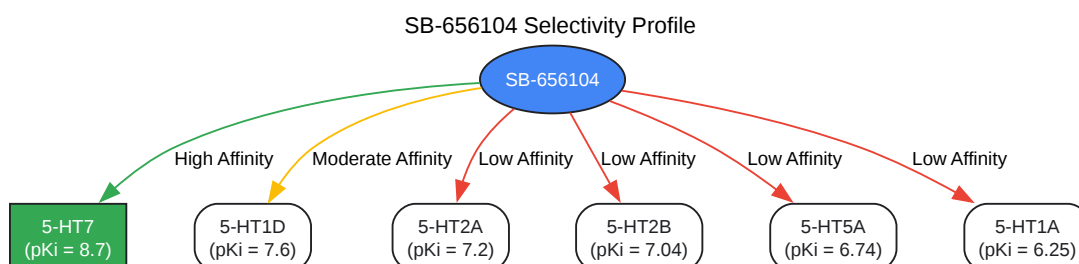 SB-656104 Selectivity Profile
SB-656104
High Affinity
Moderate Affinity
Low Affinity
Low Affinity
Low Affinity
Low Affinity
5-HT7
(pKi = 8.7)
5-HT1D
(pKi = 7.6)
5-HT2A
(pKi = 7.2)
5-HT2B
(pKi = 7.04)
5-HT5A
(pKi = 6.74)
5-HT1A
(pKi = 6.25)